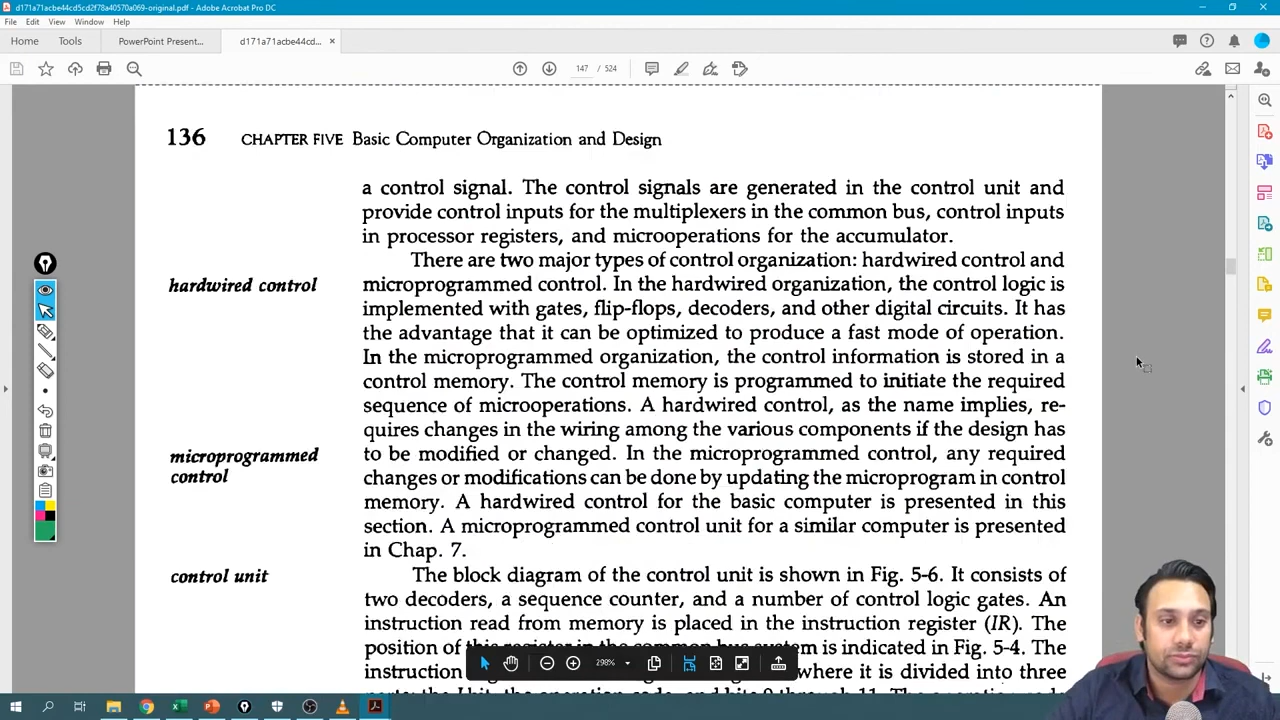 d171a71acbe44cd5cd2f78a40570a069-original.pdf - Adobe Acrobat Pro DC
File Edit View Window Help
Home Tools PowerPoint Present... d171a71acbe44cd... ×
147 / 524
136 CHAPTER FIVE Basic Computer Organization and Design
a control signal. The control signals are generated in the control unit and
provide control inputs for the multiplexers in the common bus, control inputs
in processor registers, and microoperations for the accumulator.
There are two major types of control organization: hardwired control and
hardwired control microprogrammed control. In the hardwired organization, the control logic is
implemented with gates, flip-flops, decoders, and other digital circuits. It has
the advantage that it can be optimized to produce a fast mode of operation.
In the microprogrammed organization, the control information is stored in a
control memory. The control memory is programmed to initiate the required
sequence of microoperations. A hardwired control, as the name implies, re-
quires changes in the wiring among the various components if the design has
microprogrammed to be modified or changed. In the microprogrammed control, any required
control changes or modifications can be done by updating the microprogram in control
memory. A hardwired control for the basic computer is presented in this
section. A microprogrammed control unit for a similar computer is presented
in Chap. 7.
control unit The block diagram of the control unit is shown in Fig. 5-6. It consists of
two decoders, a sequence counter, and a number of control logic gates. An
instruction read from memory is placed in the instruction register (IR). The
position of this register in the common bus system is indicated in Fig. 5-4. The
instruction where it is divided into three
298%